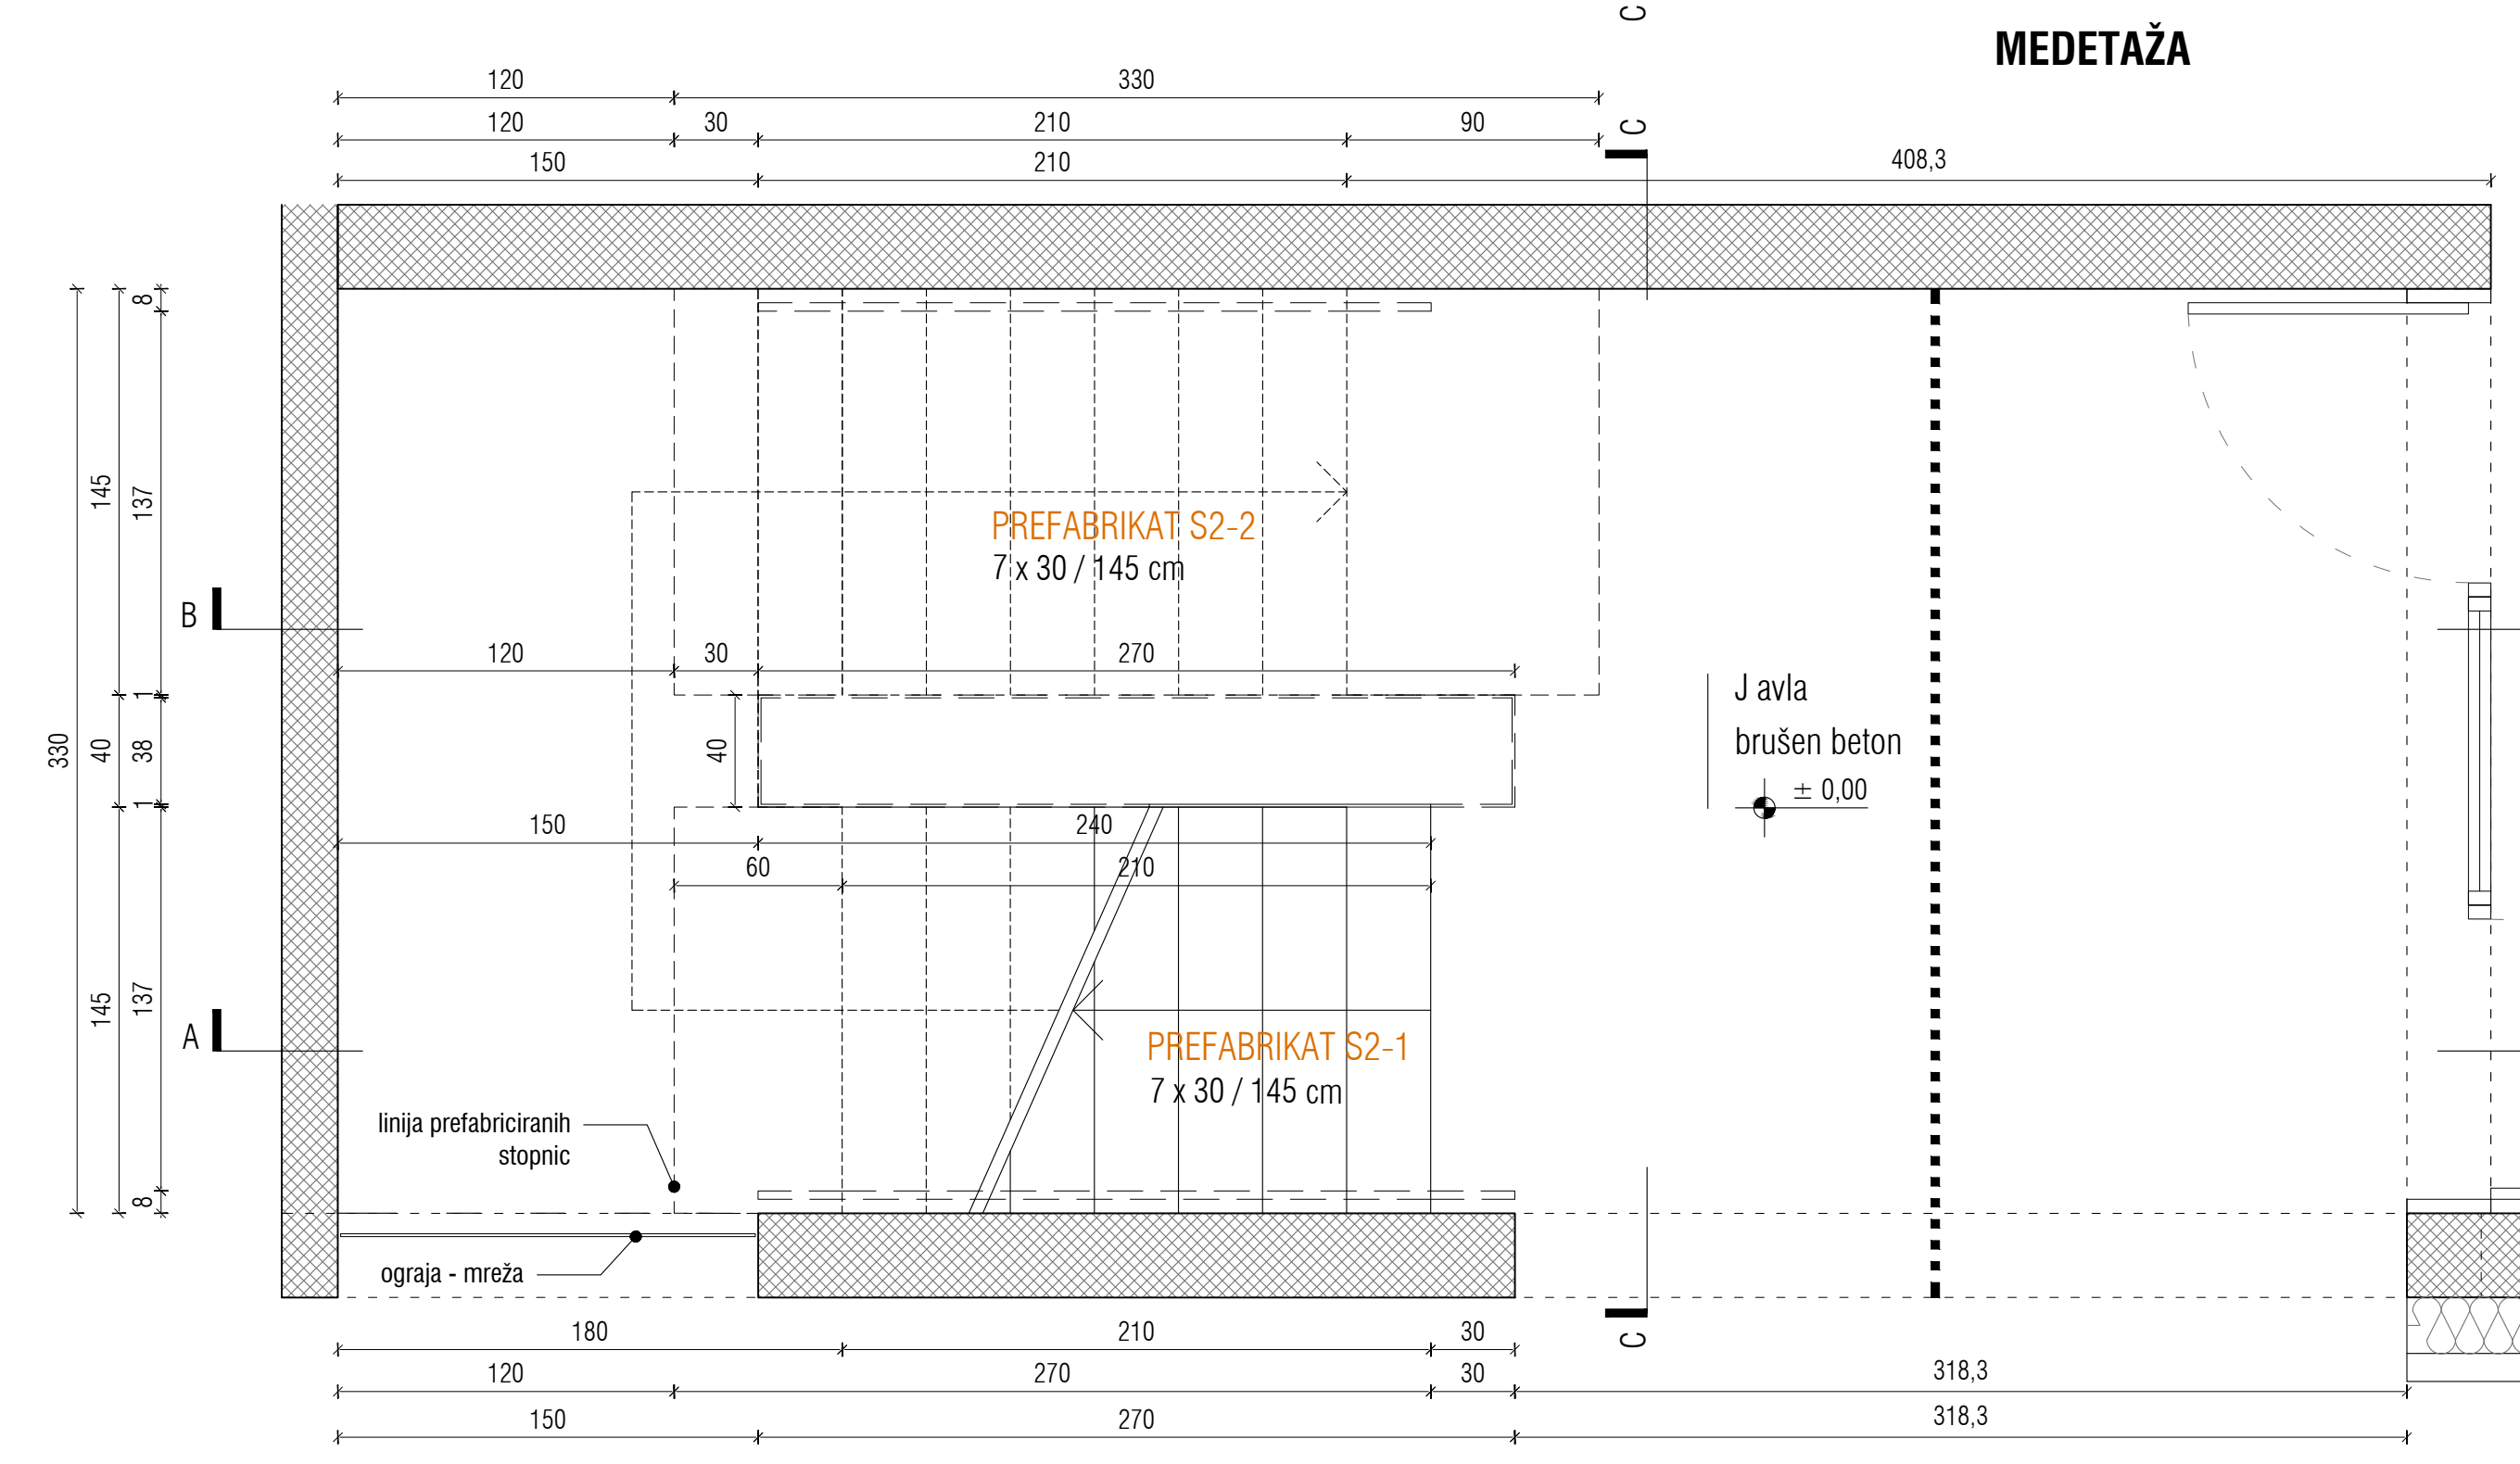 C
MEDETAŽA
120 330
120 30 210 90
C
150 210 408,3
8
145
137
PREFABRIKAT S2-2
7 x 30 / 145 cm
B
120 30 270
1
J avla
brušen beton
± 0,00
330
40
38
40
1
150 240
60 210
145
137
A
PREFABRIKAT S2-1
7 x 30 / 145 cm
linija prefabriciranih
stopnic
8
ograja - mreža
C
180 210 30
120 270 30 318,3
150 270 318,3